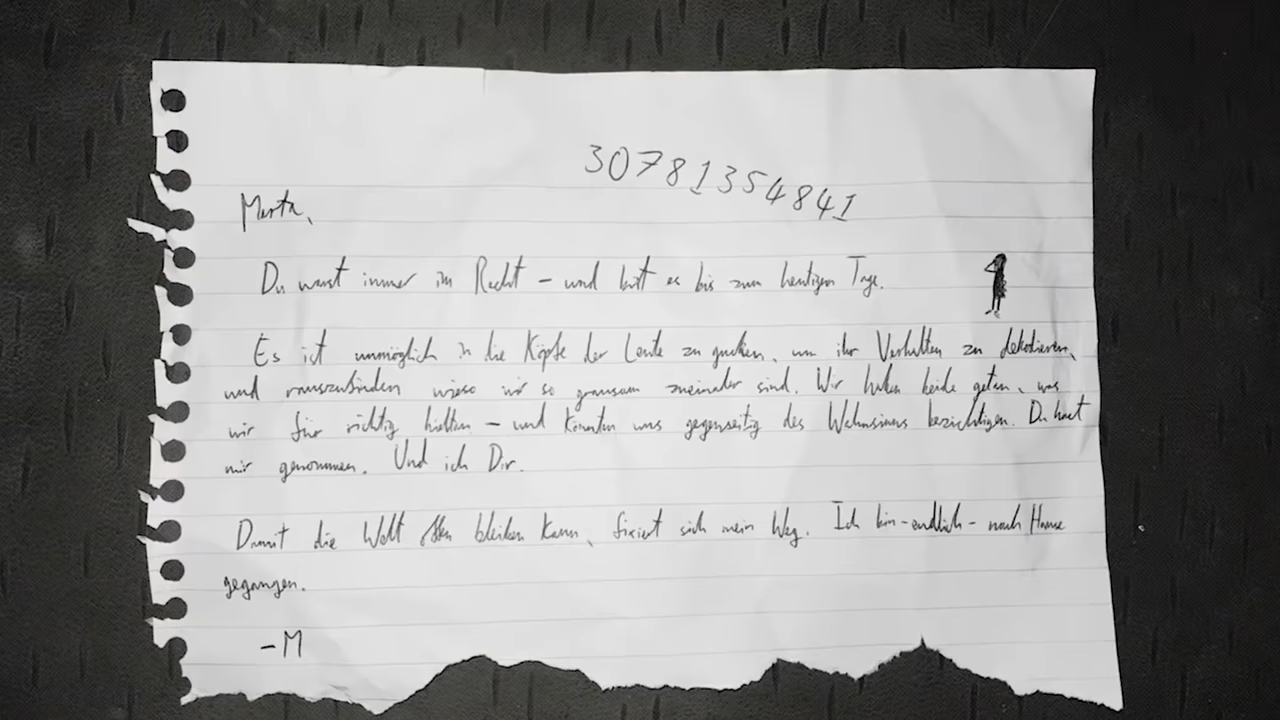 30781354841
Marta,
Du warst immer im Recht – und bist es bis zum heutigen Tage.
Es ist unmöglich in die Köpfe der Leute zu gucken, um ihr Verhalten zu dekodieren,
und rauszufinden wieso wir so grausam zueinander sind. Wir haben beide getan, was
wir für richtig hielten – und könnten uns gegenseitig des Wahnsinns bezichtigen. Du hast
mir genommen. Und ich Dir.
Damit die Welt offen bleiben kann, fixiert sich mein Weg. Ich bin – endlich – nach Hause
gegangen.
– M